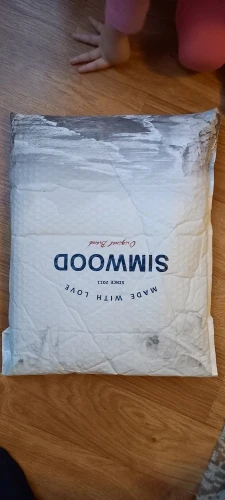 MADE WITH LOVE
SINCE 2011
SIMWOOD
Original Brand